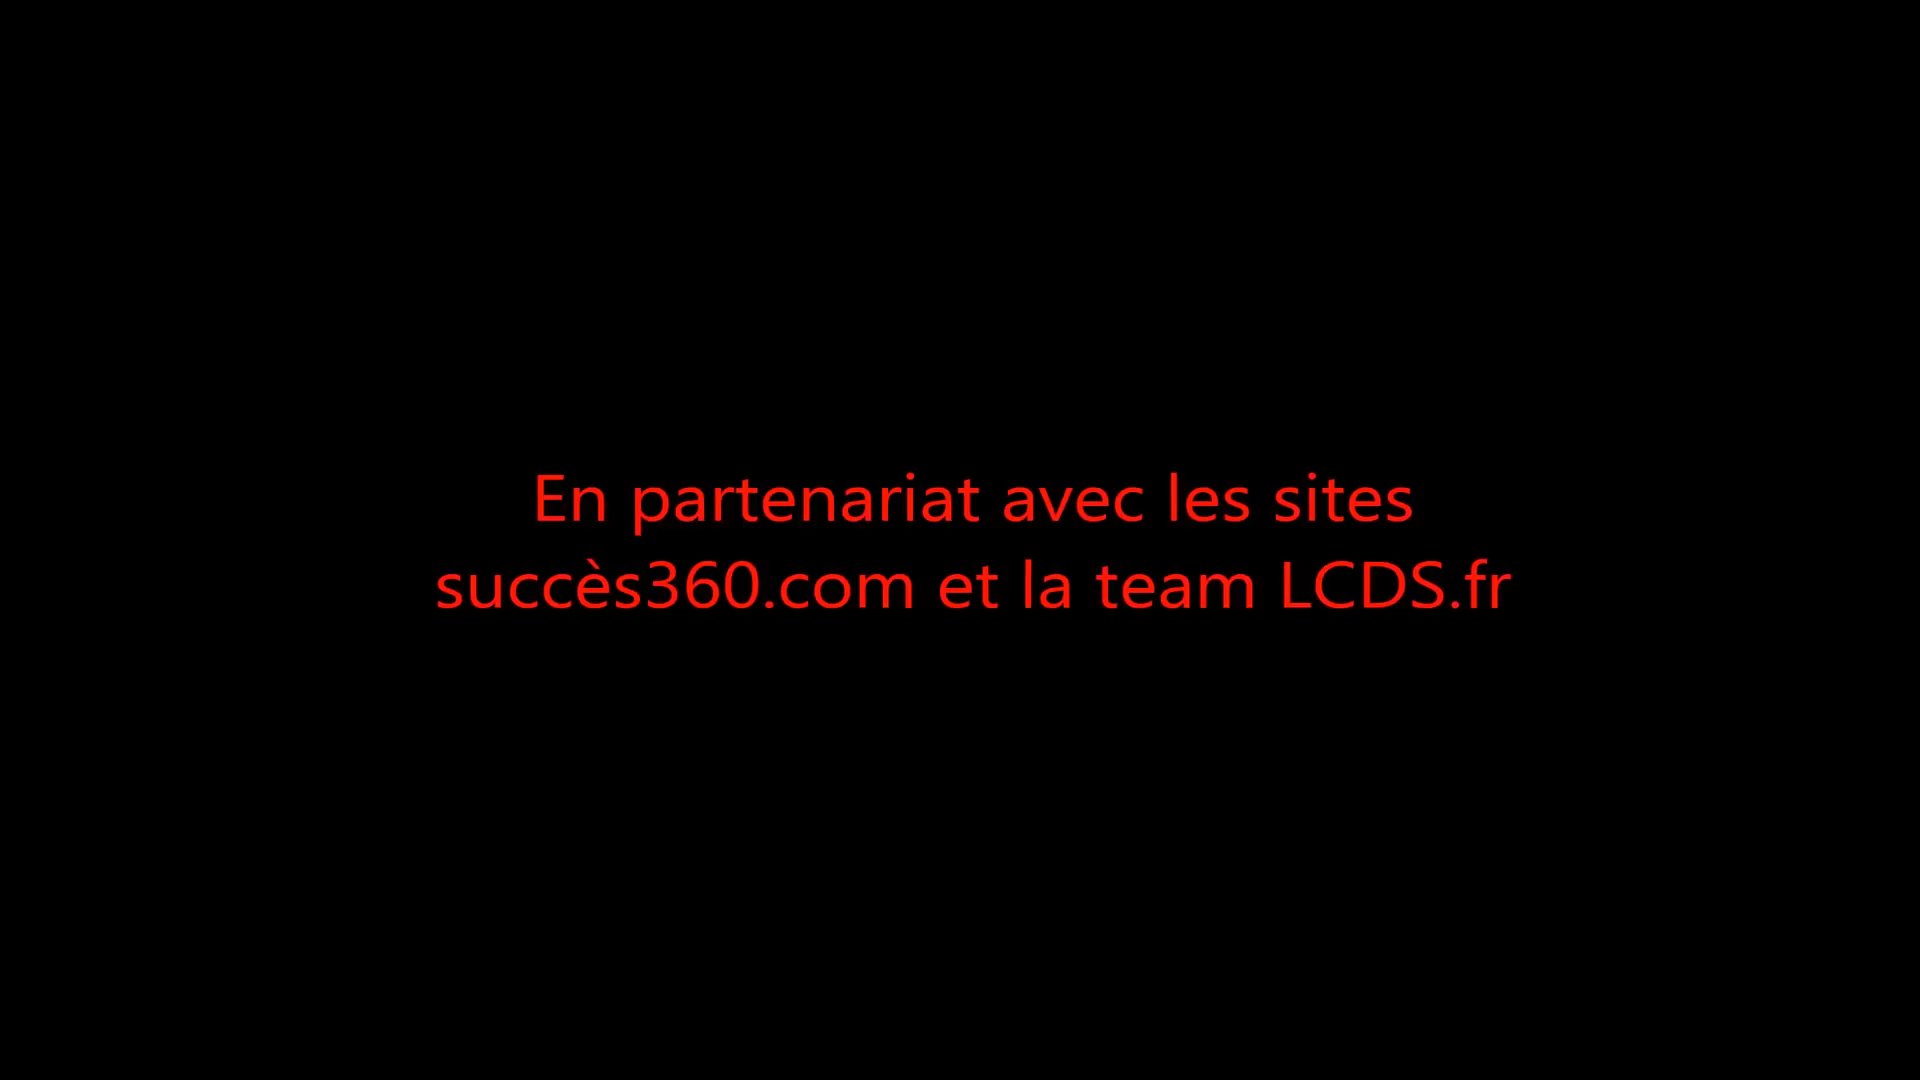 En partenariat avec les sites
succès360.com et la team LCDS.fr